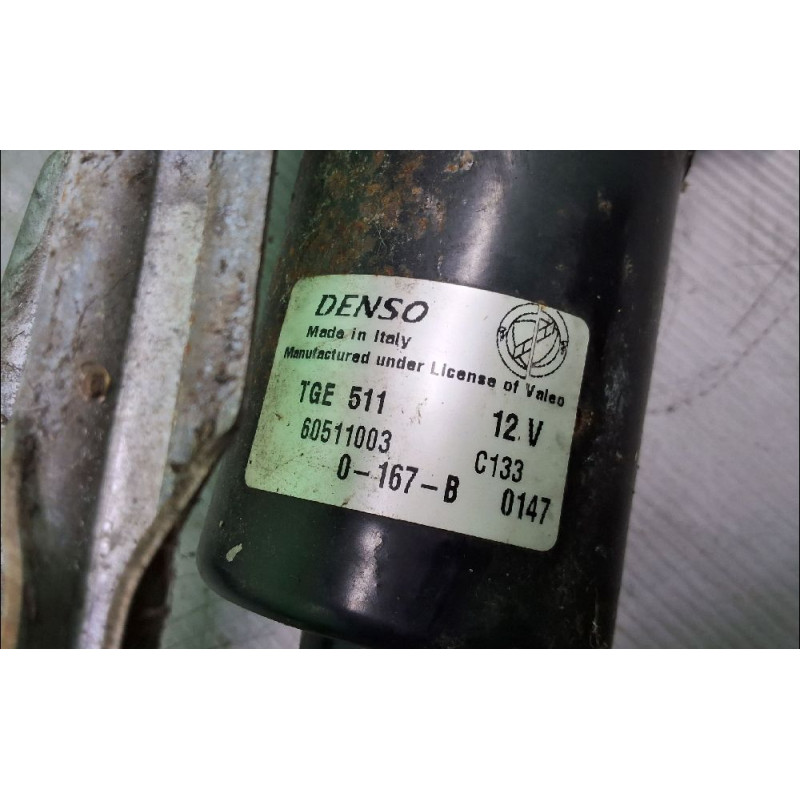 DENSO
Made in Italy
Manufactured under License of Valeo
TGE 511 12 V
60511003 C133
0-167-B 0147